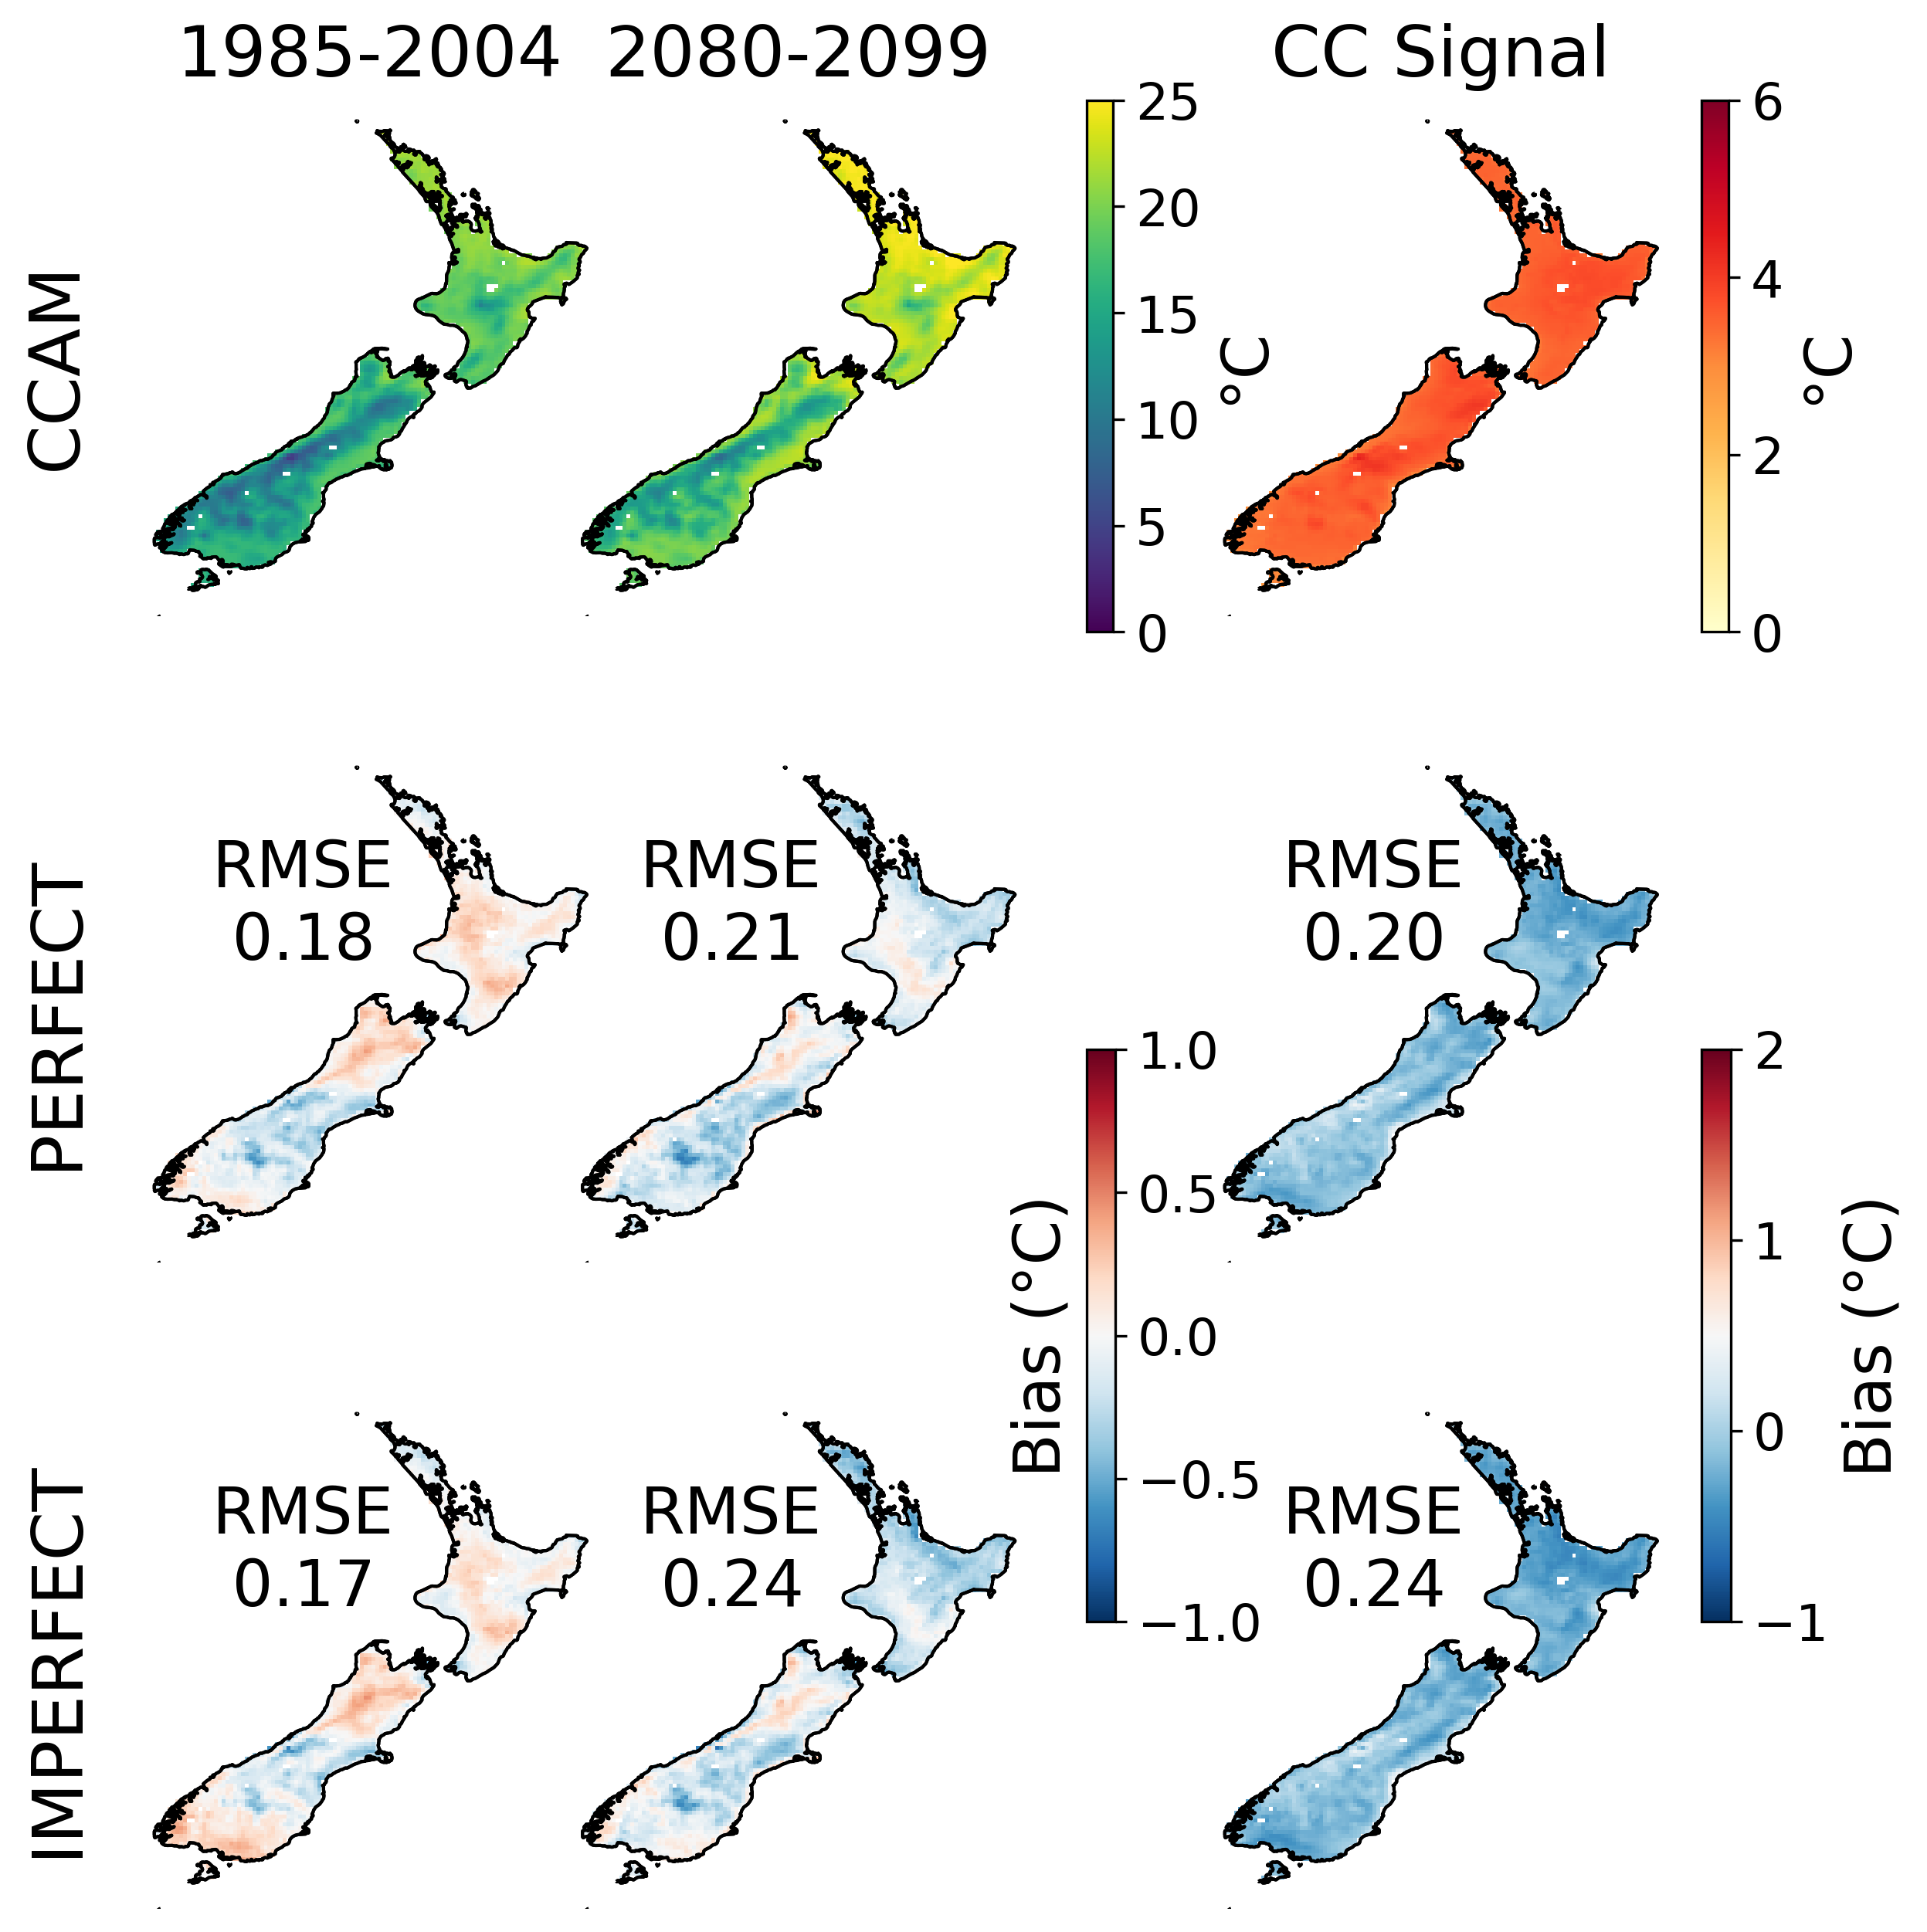 1985-2004
2080-2099
CC Signal
CCAM
25
20
15
10
5
0
°C
6
4
2
0
°C
PERFECT
RMSE
0.18
RMSE
0.21
RMSE
0.20
1.0
0.5
0.0
−0.5
−1.0
Bias (°C)
2
1
0
−1
Bias (°C)
IMPERFECT
RMSE
0.17
RMSE
0.24
RMSE
0.24